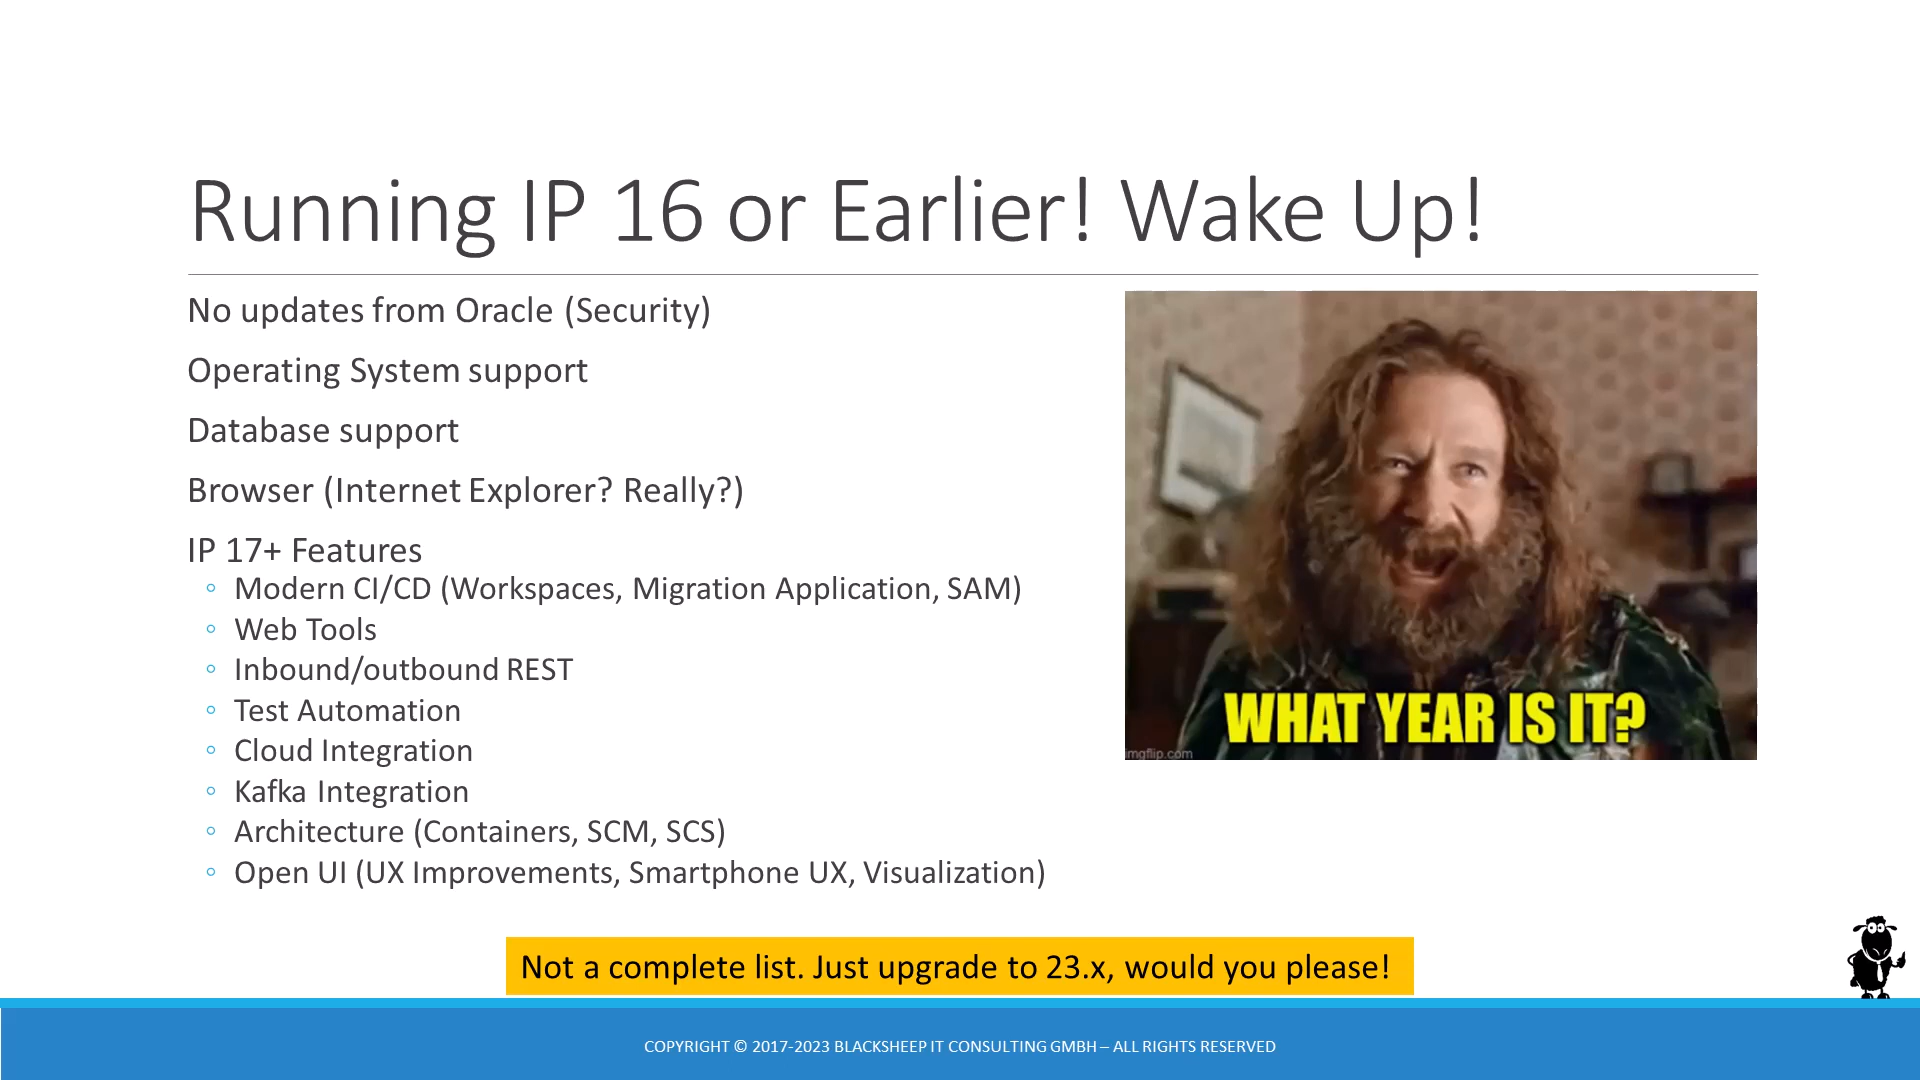 Running IP 16 or Earlier! Wake Up!
No updates from Oracle (Security)
Operating System support
Database support
Browser (Internet Explorer? Really?)
IP 17+ Features
◦ Modern CI/CD (Workspaces, Migration Application, SAM)
◦ Web Tools
◦ Inbound/outbound REST
◦ Test Automation
◦ Cloud Integration
◦ Kafka Integration
◦ Architecture (Containers, SCM, SCS)
◦ Open UI (UX Improvements, Smartphone UX, Visualization)
WHAT YEAR IS IT?
imgflip.com
Not a complete list. Just upgrade to 23.x, would you please!
COPYRIGHT © 2017-2023 BLACKSHEEP IT CONSULTING GMBH – ALL RIGHTS RESERVED